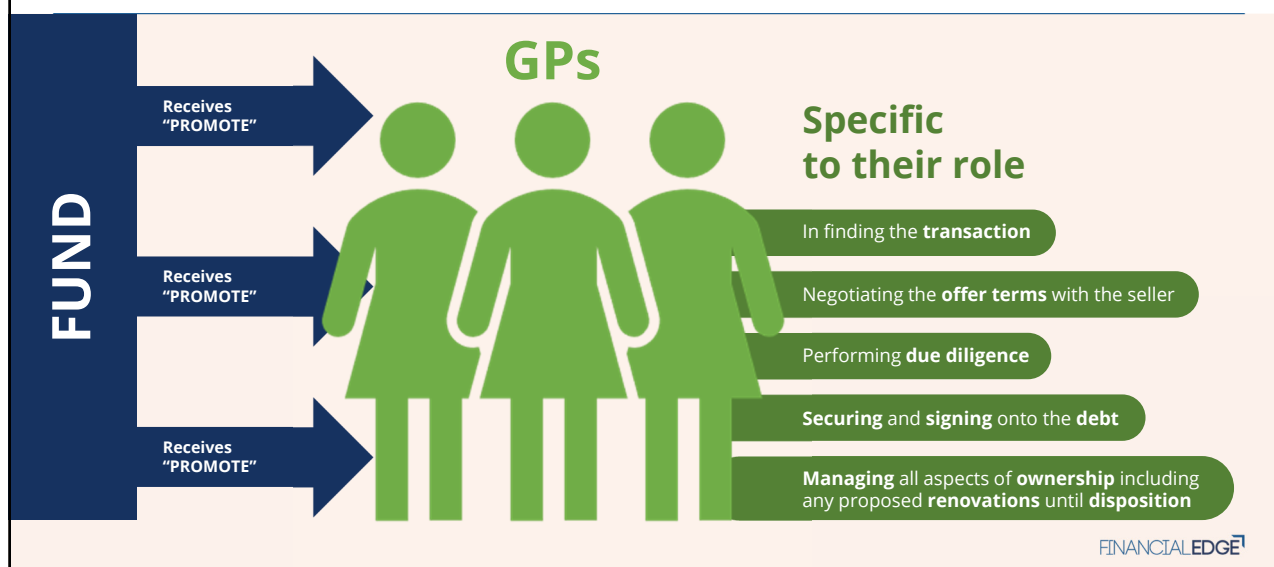 FUND
Receives
“PROMOTE”
Receives
“PROMOTE”
Receives
“PROMOTE”
GPs
Specific
to their role
In finding the transaction
Negotiating the offer terms with the seller
Performing due diligence
Securing and signing onto the debt
Managing all aspects of ownership including
any proposed renovations until disposition
FINANCIALEDGE